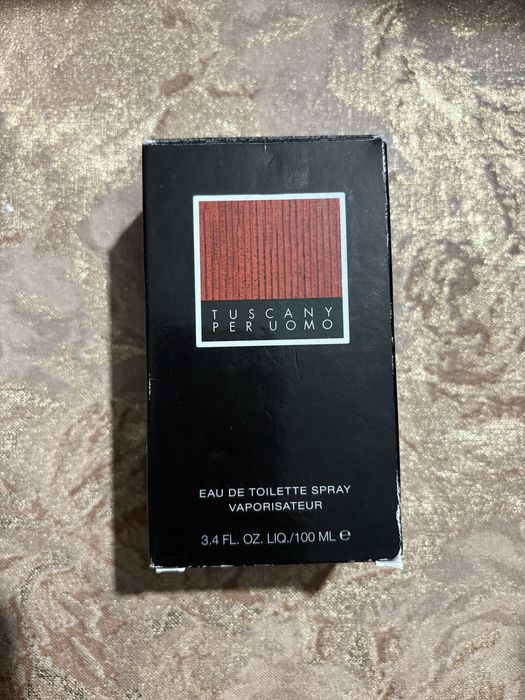 TUSCANY
PER UOMO
EAU DE TOILETTE SPRAY
VAPORISATEUR
3.4 FL. OZ. LIQ./100 ML ℮